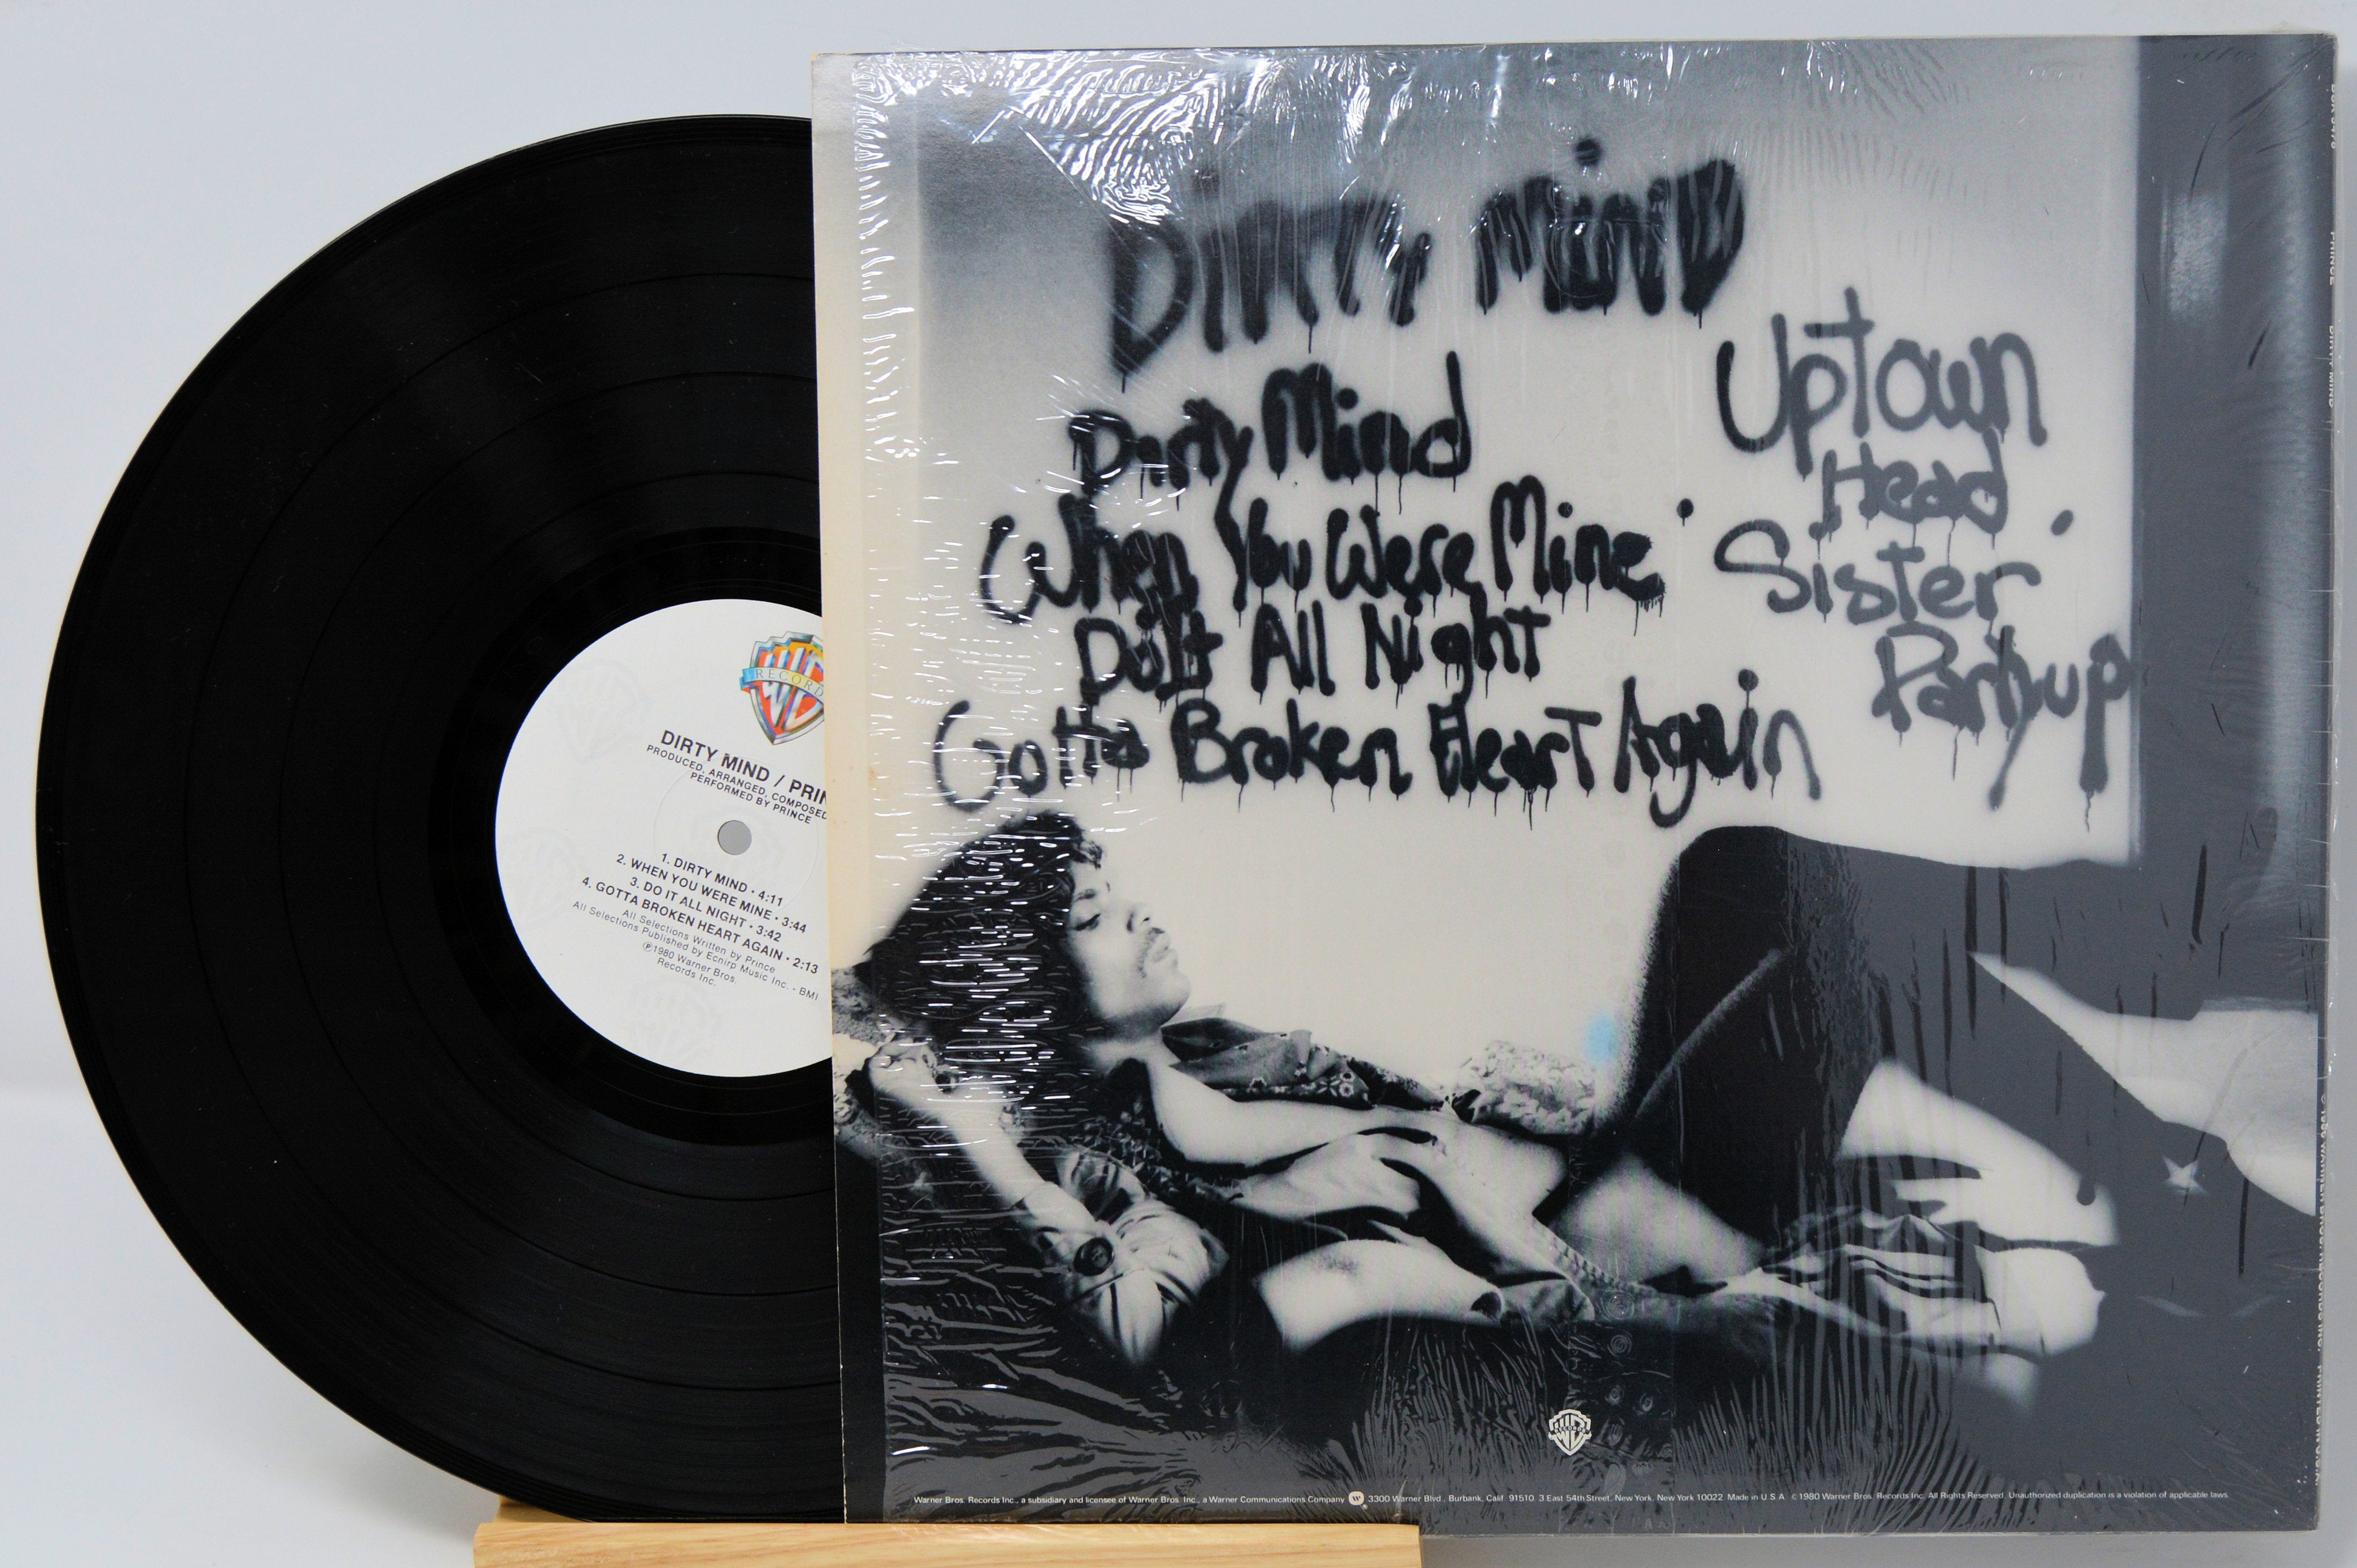 RECORDS
DIRTY MIND / PRIN
PRODUCED, ARRANGED, COMPOSED
PERFORMED BY PRINCE
1. DIRTY MIND • 4:11
2. WHEN YOU WERE MINE • 3:44
3. DO IT ALL NIGHT • 3:42
4. GOTTA BROKEN HEART AGAIN • 2:13
All Selections Written by Prince
All Selections Published by Ecnirp Music Inc. - BMI
℗1980 Warner Bros.
Records Inc.
DiRTy MiND
Dirty Mind
When You Were Mine
Do It All Night
Gotta Broken Heart Again
Uptown
Head
Sister
Partyup
RECORDS
Warner Bros. Records Inc., a subsidiary and licensee of Warner Bros. Inc., a Warner Communications Company 3300 Warner Blvd., Burbank, Calif. 91510 3 East 54th Street, New York, New York 10022 Made in U.S.A. © 1980 Warner Bros. Records Inc. All Rights Reserved. Unauthorized duplication is a violation of applicable laws.
PRINCE DIRTY MIND